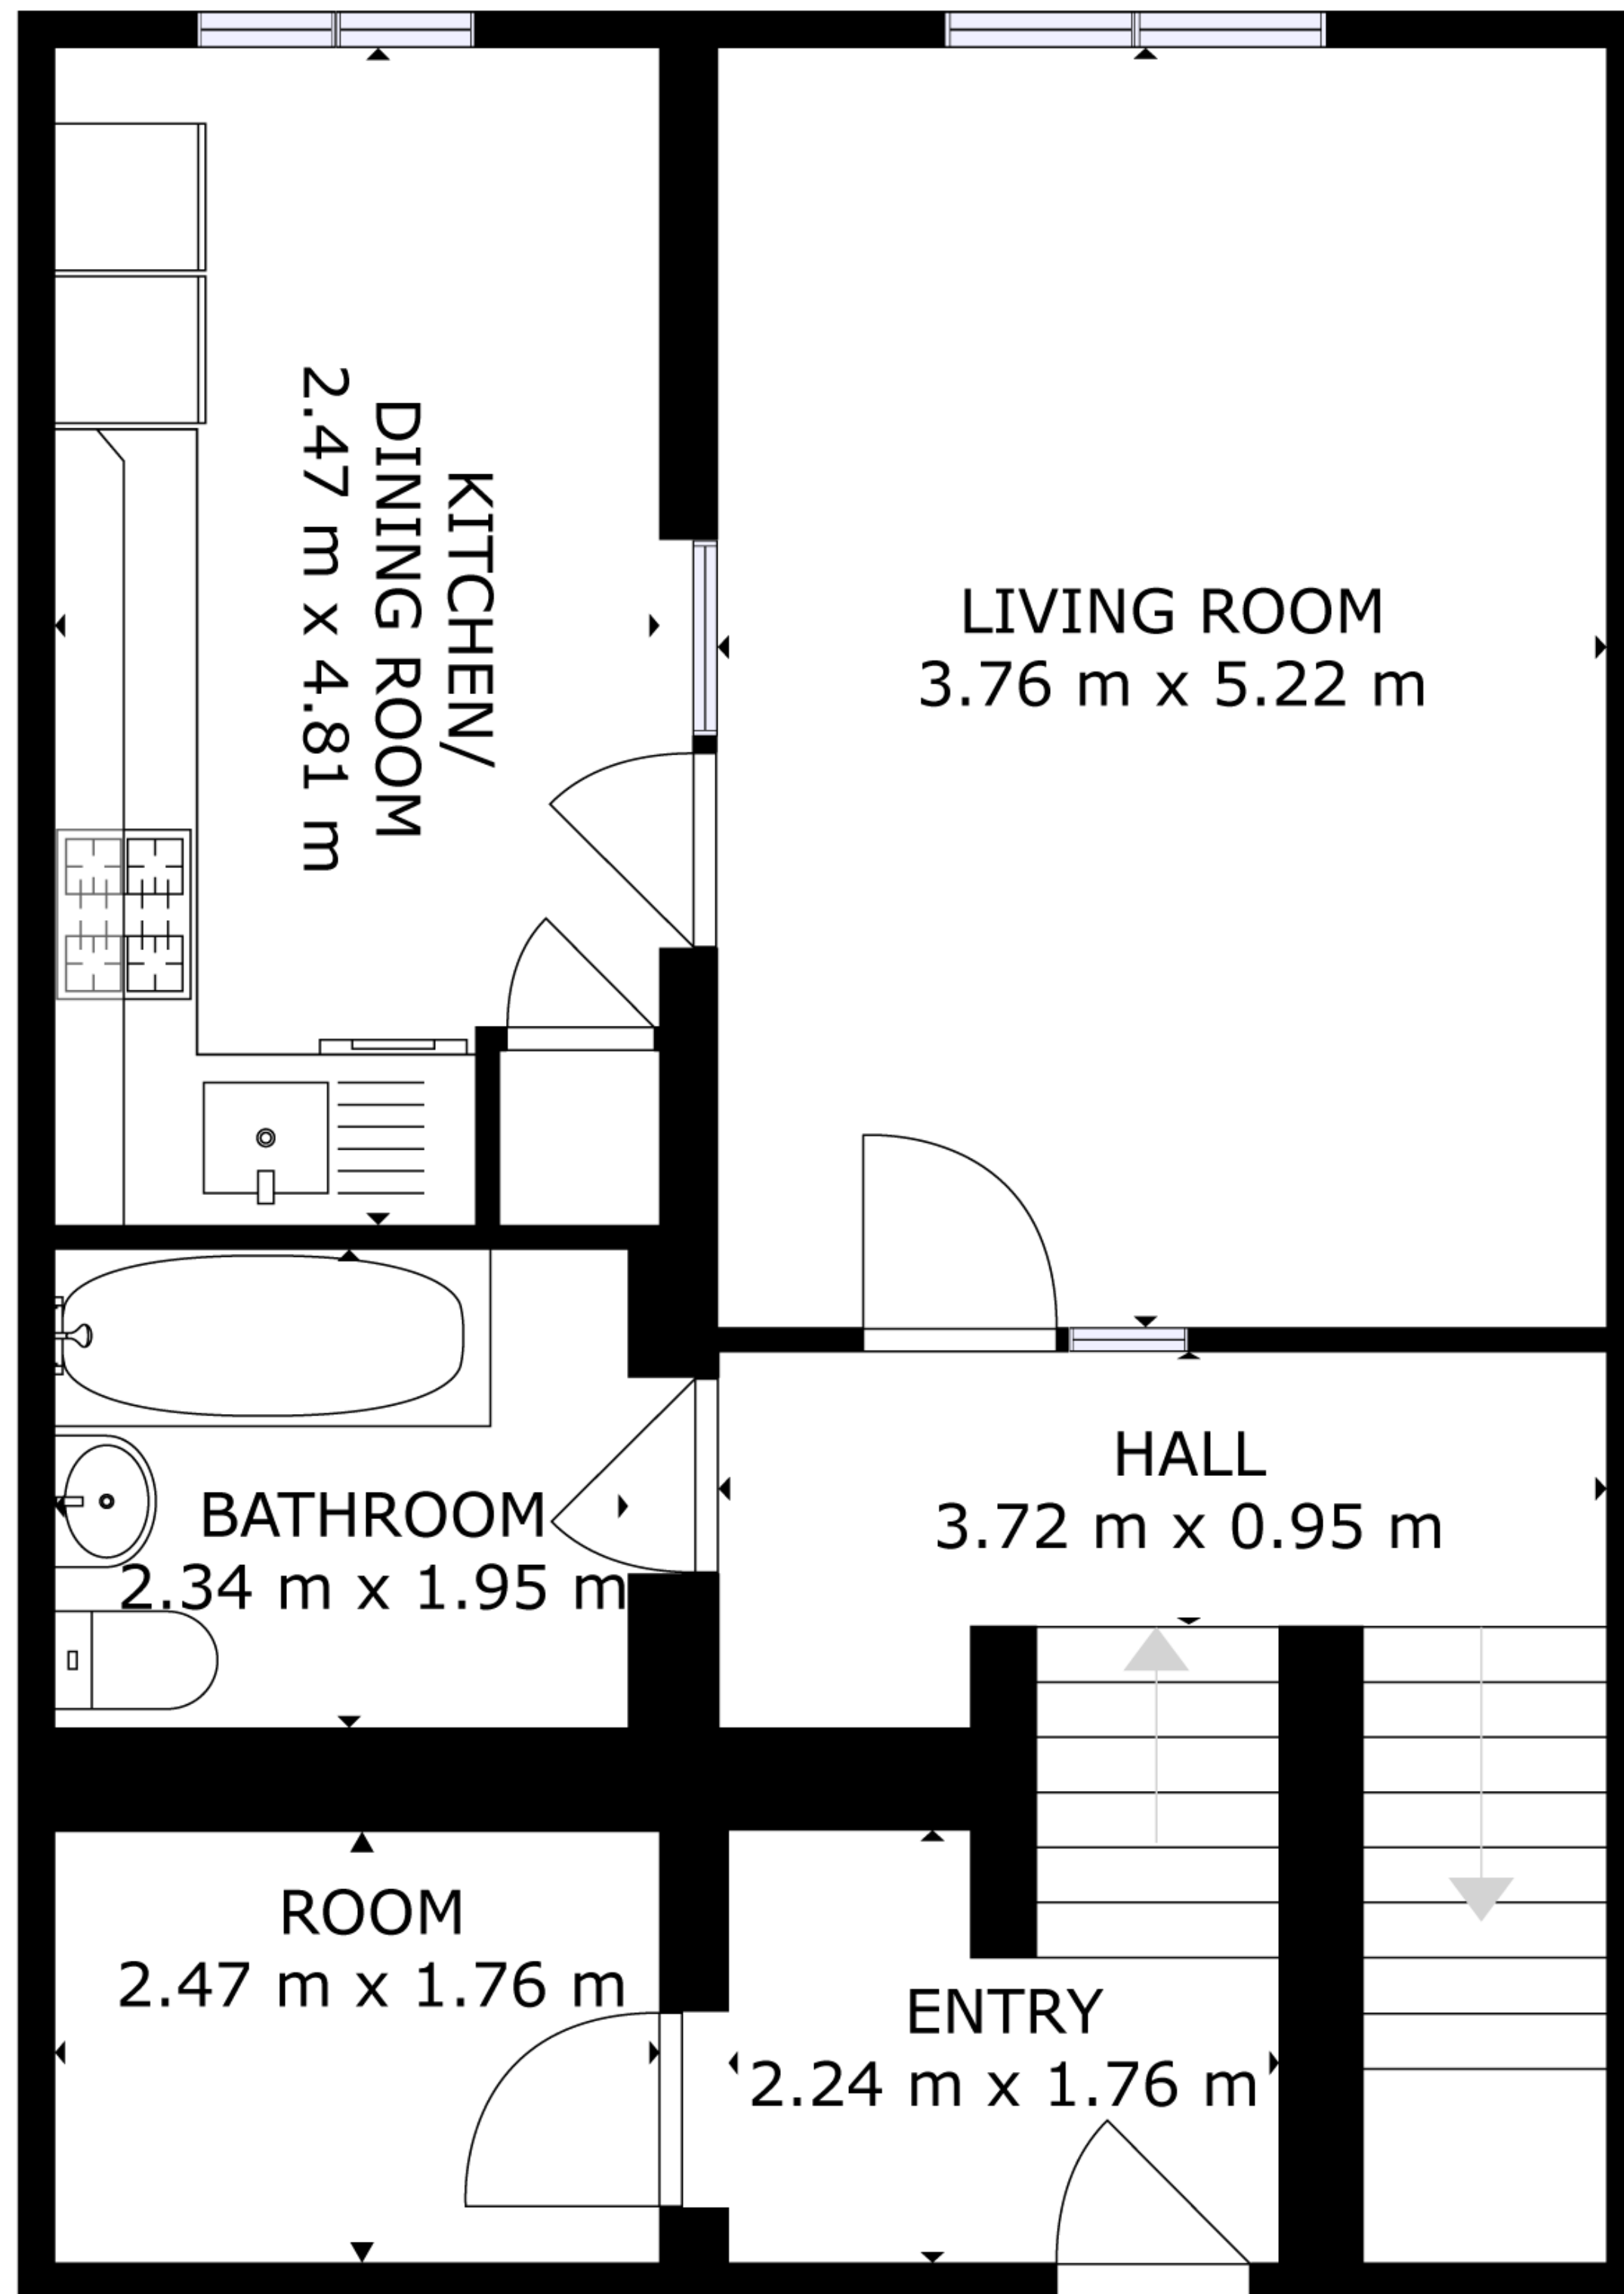 KITCHEN/
DINING ROOM
2.47 m x 4.81 m
LIVING ROOM
3.76 m x 5.22 m
HALL
3.72 m x 0.95 m
BATHROOM
2.34 m x 1.95 m
ROOM
2.47 m x 1.76 m
ENTRY
2.24 m x 1.76 m